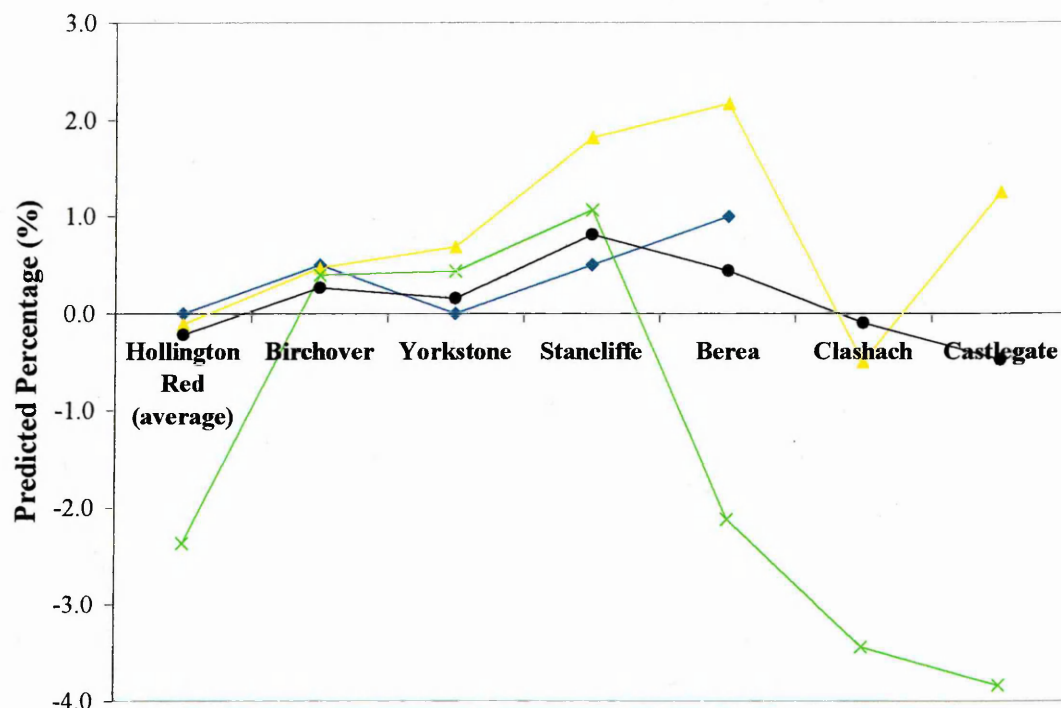 3.0
2.0
1.0
0.0
-1.0
-2.0
-3.0
-4.0
Predicted Percentage (%)
Hollington
Red
(average)
Birchover
Yorkstone
Stancliffe
Berea
Clashach
Castlegate